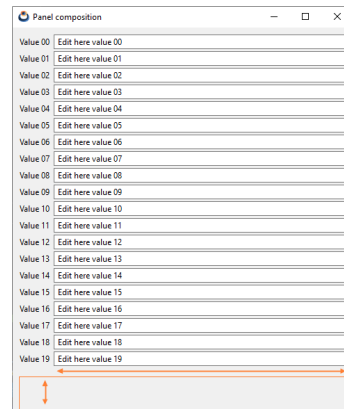 Panel composition
Value 00 Edit here value 00
Value 01 Edit here value 01
Value 02 Edit here value 02
Value 03 Edit here value 03
Value 04 Edit here value 04
Value 05 Edit here value 05
Value 06 Edit here value 06
Value 07 Edit here value 07
Value 08 Edit here value 08
Value 09 Edit here value 09
Value 10 Edit here value 10
Value 11 Edit here value 11
Value 12 Edit here value 12
Value 13 Edit here value 13
Value 14 Edit here value 14
Value 15 Edit here value 15
Value 16 Edit here value 16
Value 17 Edit here value 17
Value 18 Edit here value 18
Value 19 Edit here value 19